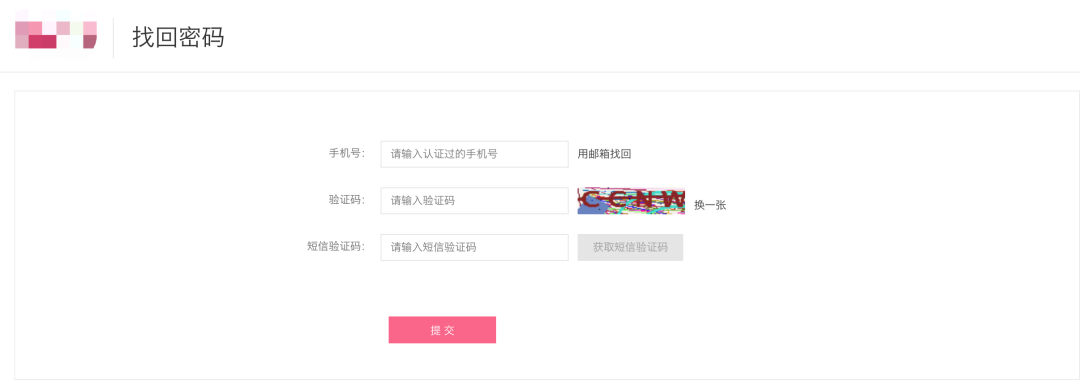 找回密码
手机号： 请输入认证过的手机号 用邮箱找回
验证码： 请输入验证码 CCNW 换一张
短信验证码： 请输入短信验证码 获取短信验证码
提 交